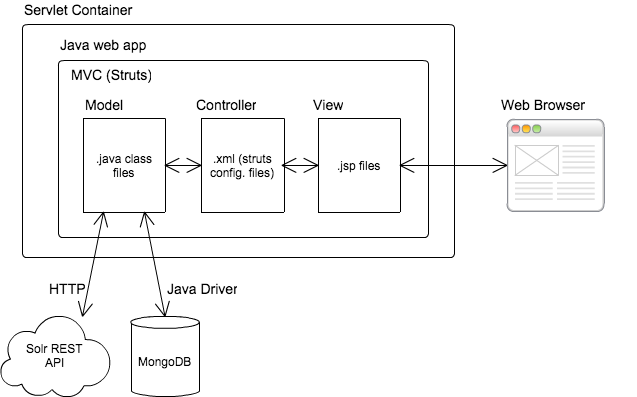 Servlet Container
Java web app
MVC (Struts)
Model
Controller
View
Web Browser
.java class
files
.xml (struts
config. files)
.jsp files
HTTP
Java Driver
Solr REST
API
MongoDB